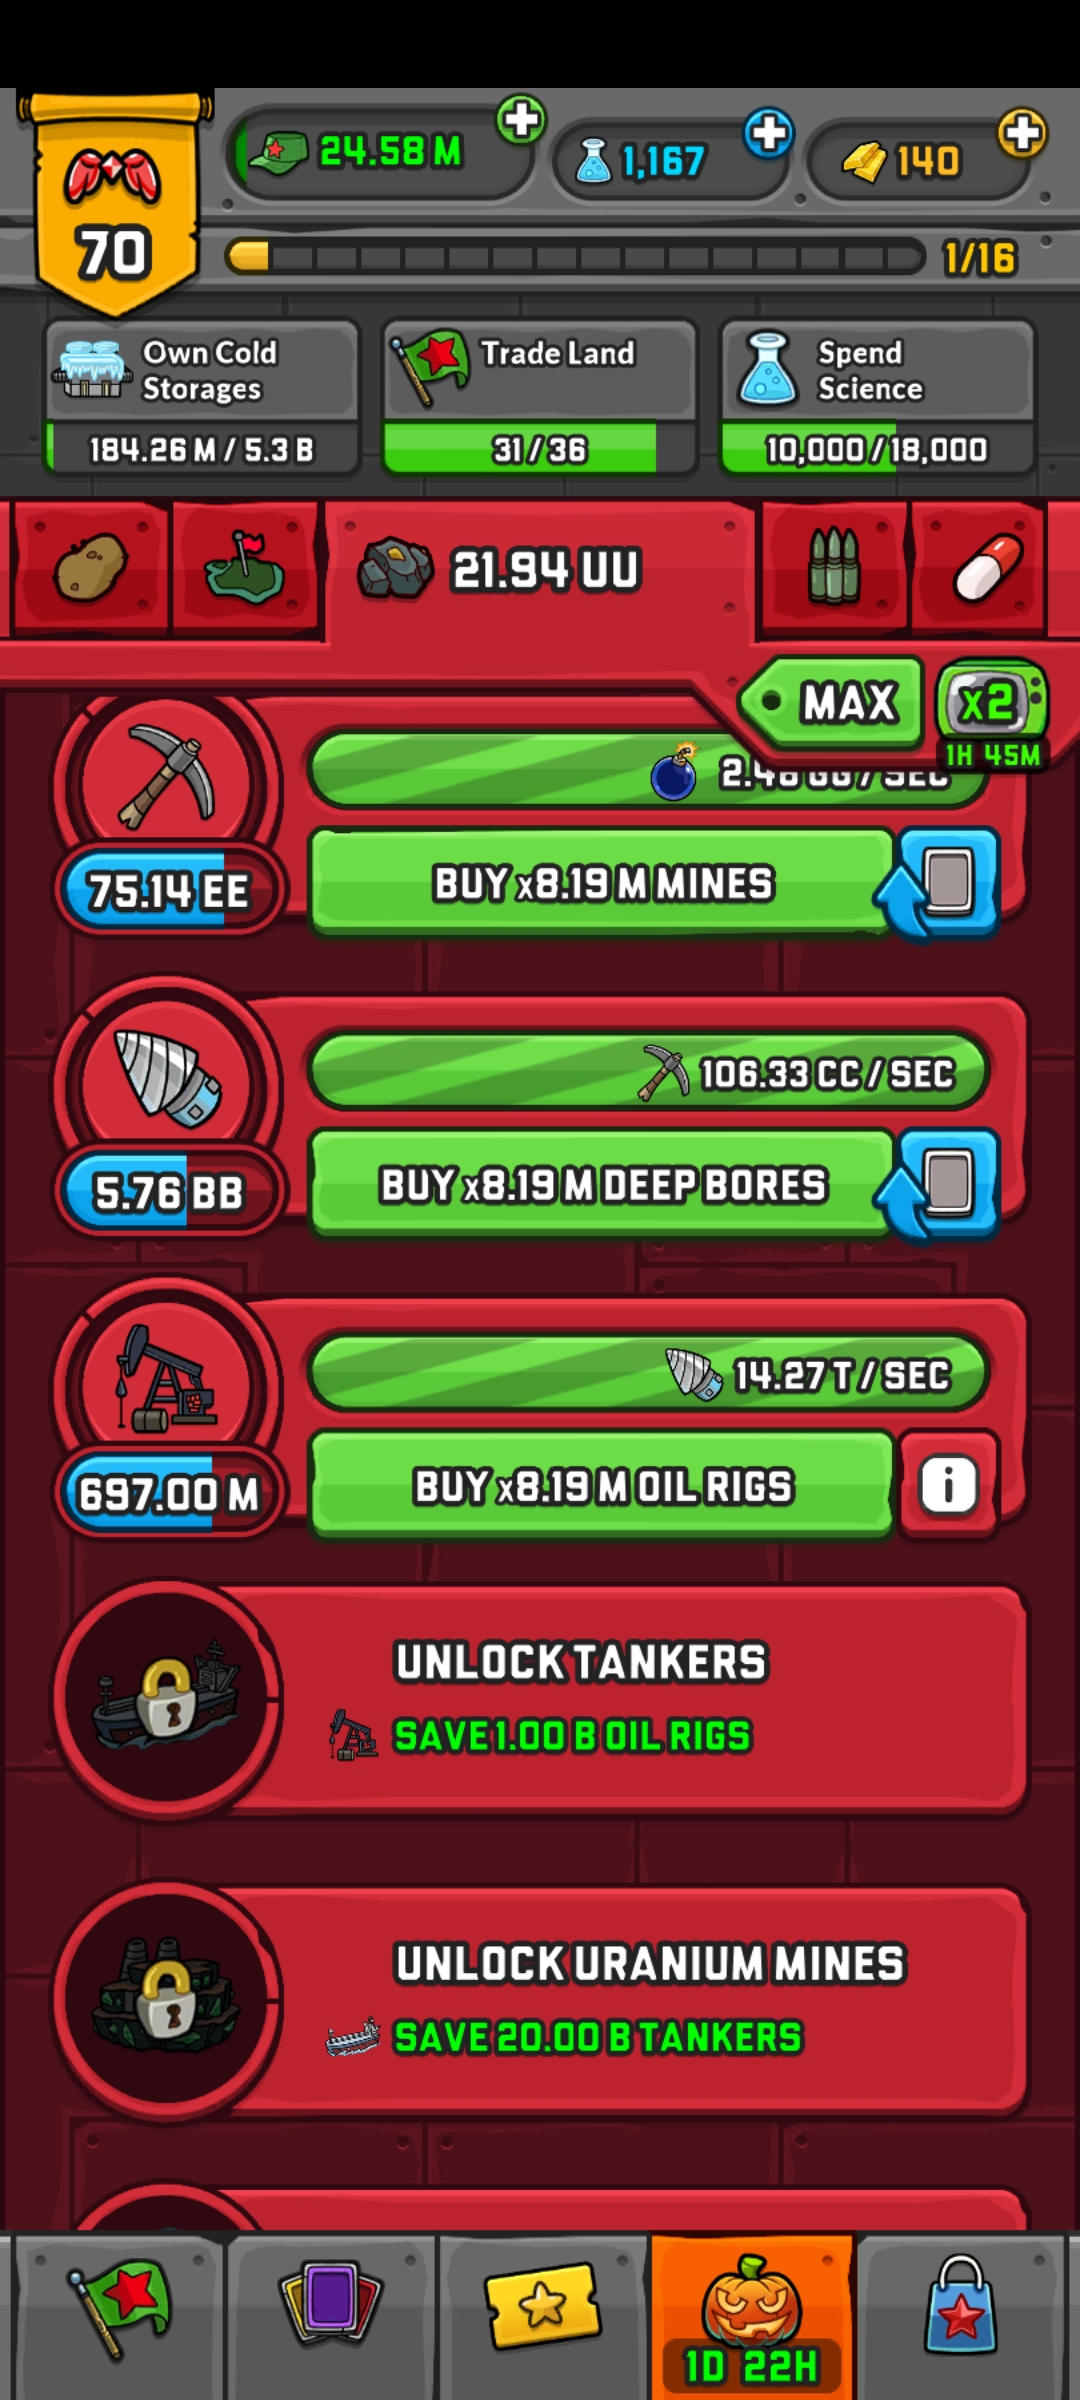 24.58 M
1,167
140
70
1/16
Own Cold
Storages
Trade Land
Spend
Science
184.26 M / 5.3 B
31 / 36
10,000 / 18,000
21.94 UU
MAX
x2
1H 45M
/ SEC
75.14 EE
BUY x8.19 M MINES
106.33 CC / SEC
5.76 BB
BUY x8.19 M DEEP BORES
14.27 T / SEC
697.00 M
BUY x8.19 M OIL RIGS
i
UNLOCK TANKERS
SAVE 1.00 B OIL RIGS
UNLOCK URANIUM MINES
SAVE 20.00 B TANKERS
1D 22H